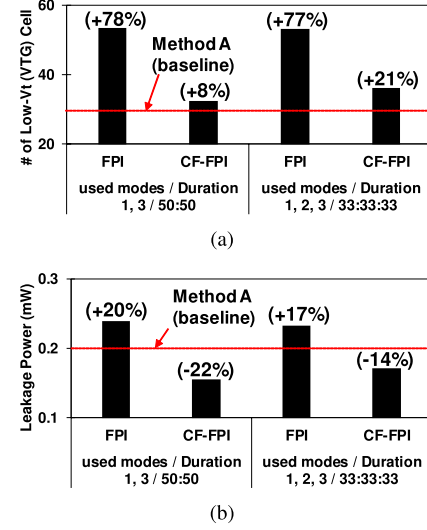 60
40
20
# of Low-Vt (VTG) Cell
(+78%)
Method A
(baseline)
(+8%)
(+77%)
(+21%)
FPI
CF-FPI
FPI
CF-FPI
used modes / Duration
1, 3 / 50:50
used modes / Duration
1, 2, 3 / 33:33:33
(a)
0.3
0.2
0.1
Leakage Power (mW)
(+20%)
Method A
(baseline)
(-22%)
(+17%)
(-14%)
FPI
CF-FPI
FPI
CF-FPI
used modes / Duration
1, 3 / 50:50
used modes / Duration
1, 2, 3 / 33:33:33
(b)